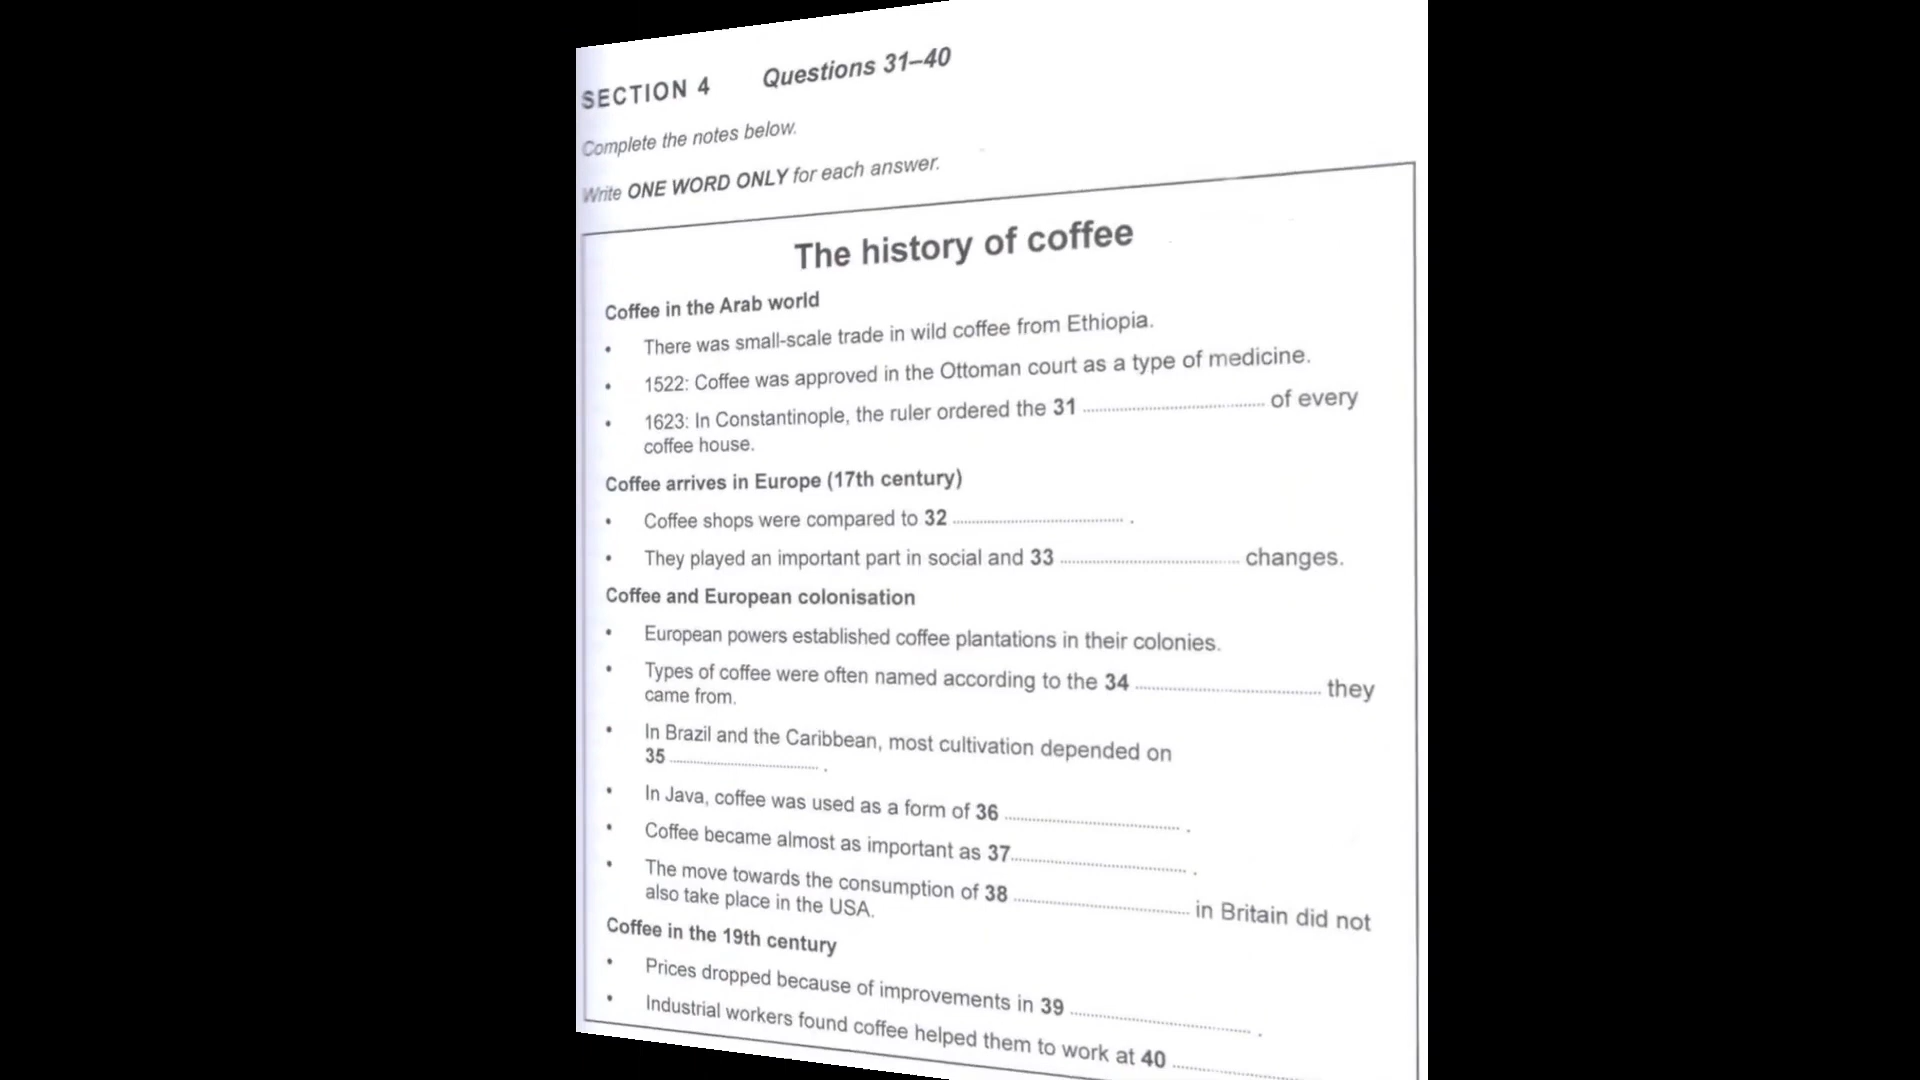 SECTION 4 Questions 31–40
Complete the notes below.
Write ONE WORD ONLY for each answer.
The history of coffee
Coffee in the Arab world
• There was small-scale trade in wild coffee from Ethiopia.
• 1522: Coffee was approved in the Ottoman court as a type of medicine.
• 1623: In Constantinople, the ruler ordered the 31 .............................. of every
coffee house.
Coffee arrives in Europe (17th century)
• Coffee shops were compared to 32 .............................. .
• They played an important part in social and 33 .............................. changes.
Coffee and European colonisation
• European powers established coffee plantations in their colonies.
• Types of coffee were often named according to the 34 .............................. they
came from.
• In Brazil and the Caribbean, most cultivation depended on
35 .............................. .
• In Java, coffee was used as a form of 36 .............................. .
• Coffee became almost as important as 37.............................. .
• The move towards the consumption of 38 .............................. in Britain did not
also take place in the USA.
Coffee in the 19th century
• Prices dropped because of improvements in 39 .............................. .
• Industrial workers found coffee helped them to work at 40 ..............................